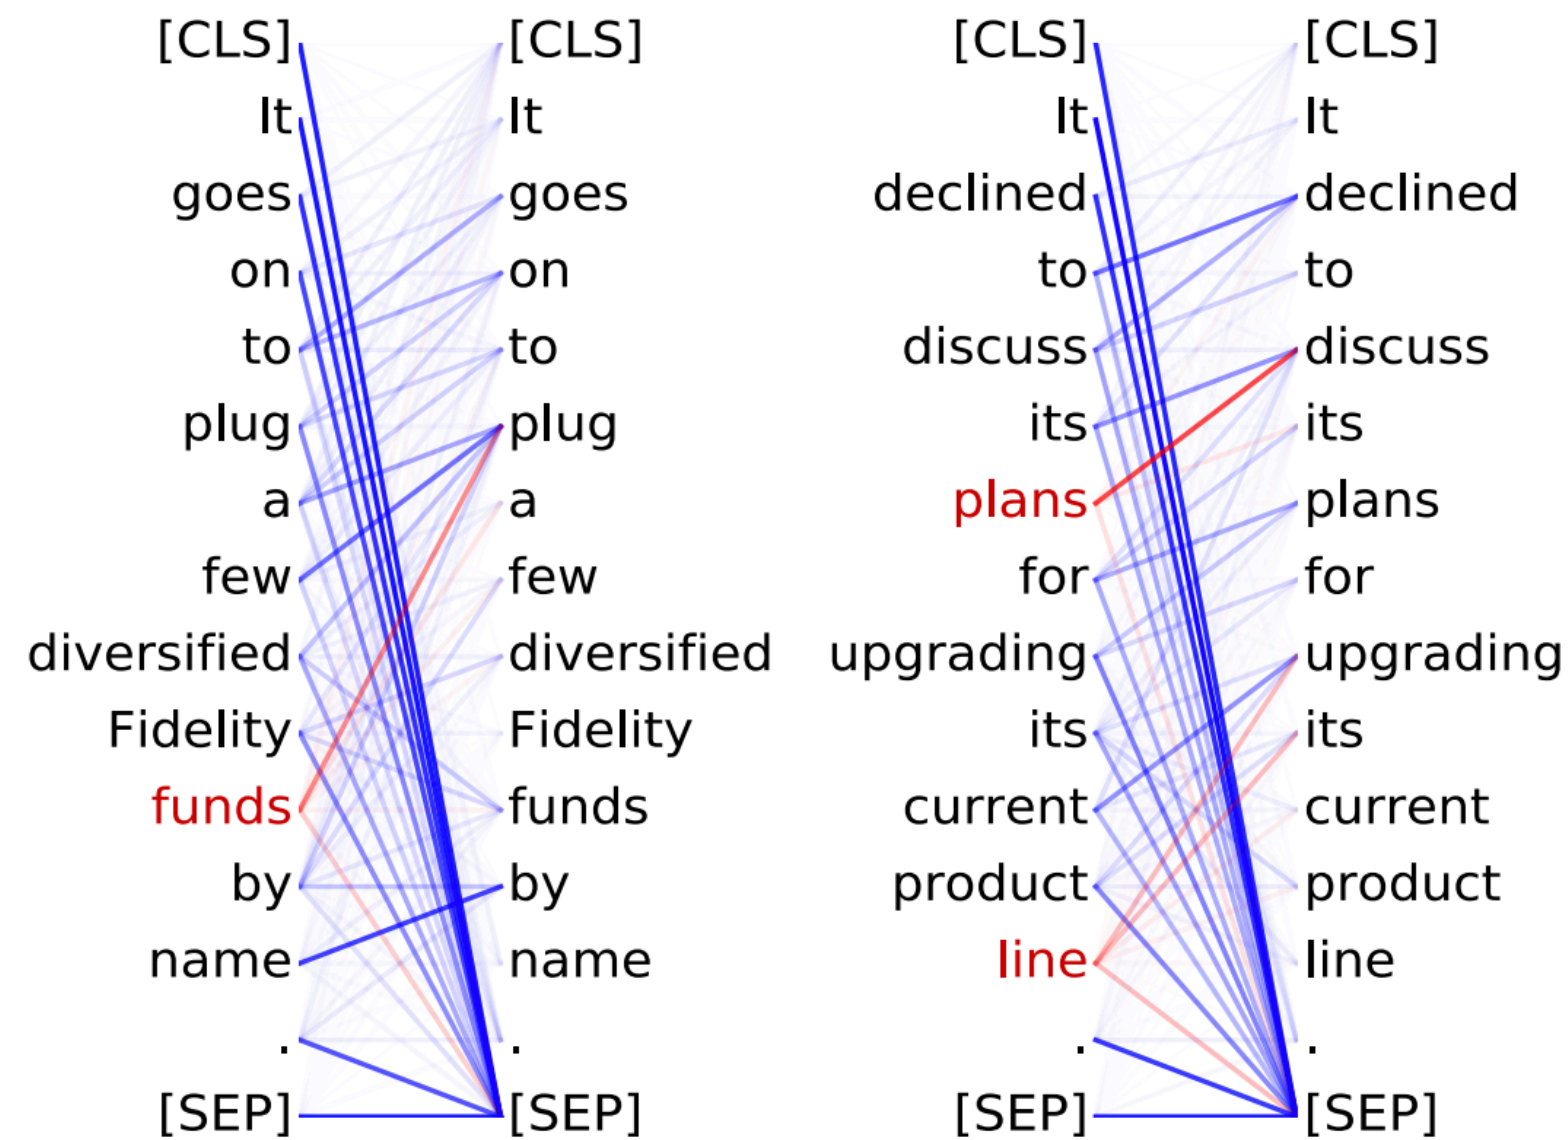 [CLS] [CLS] [CLS] [CLS]
It It It It
goes goes declined declined
on on to to
to to discuss discuss
plug plug its its
a a plans plans
few few for for
diversified diversified upgrading upgrading
Fidelity Fidelity its its
funds funds current current
by by product product
name name line line
. . . .
[SEP] [SEP] [SEP] [SEP]